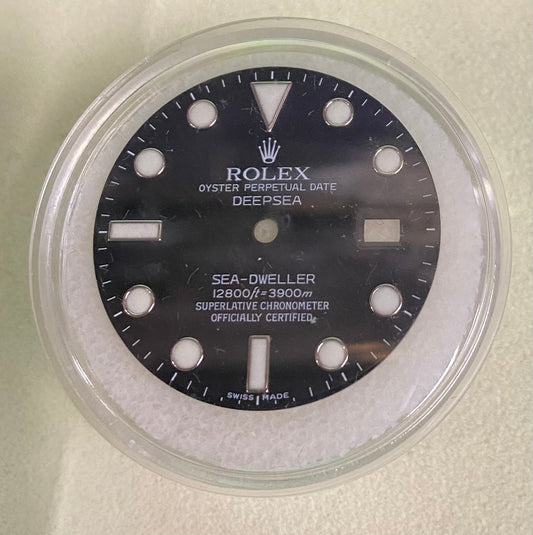 ROLEX
OYSTER PERPETUAL DATE
DEEPSEA
SEA-DWELLER
12800ft=3900m
SUPERLATIVE CHRONOMETER
OFFICIALLY CERTIFIED
SWISS MADE